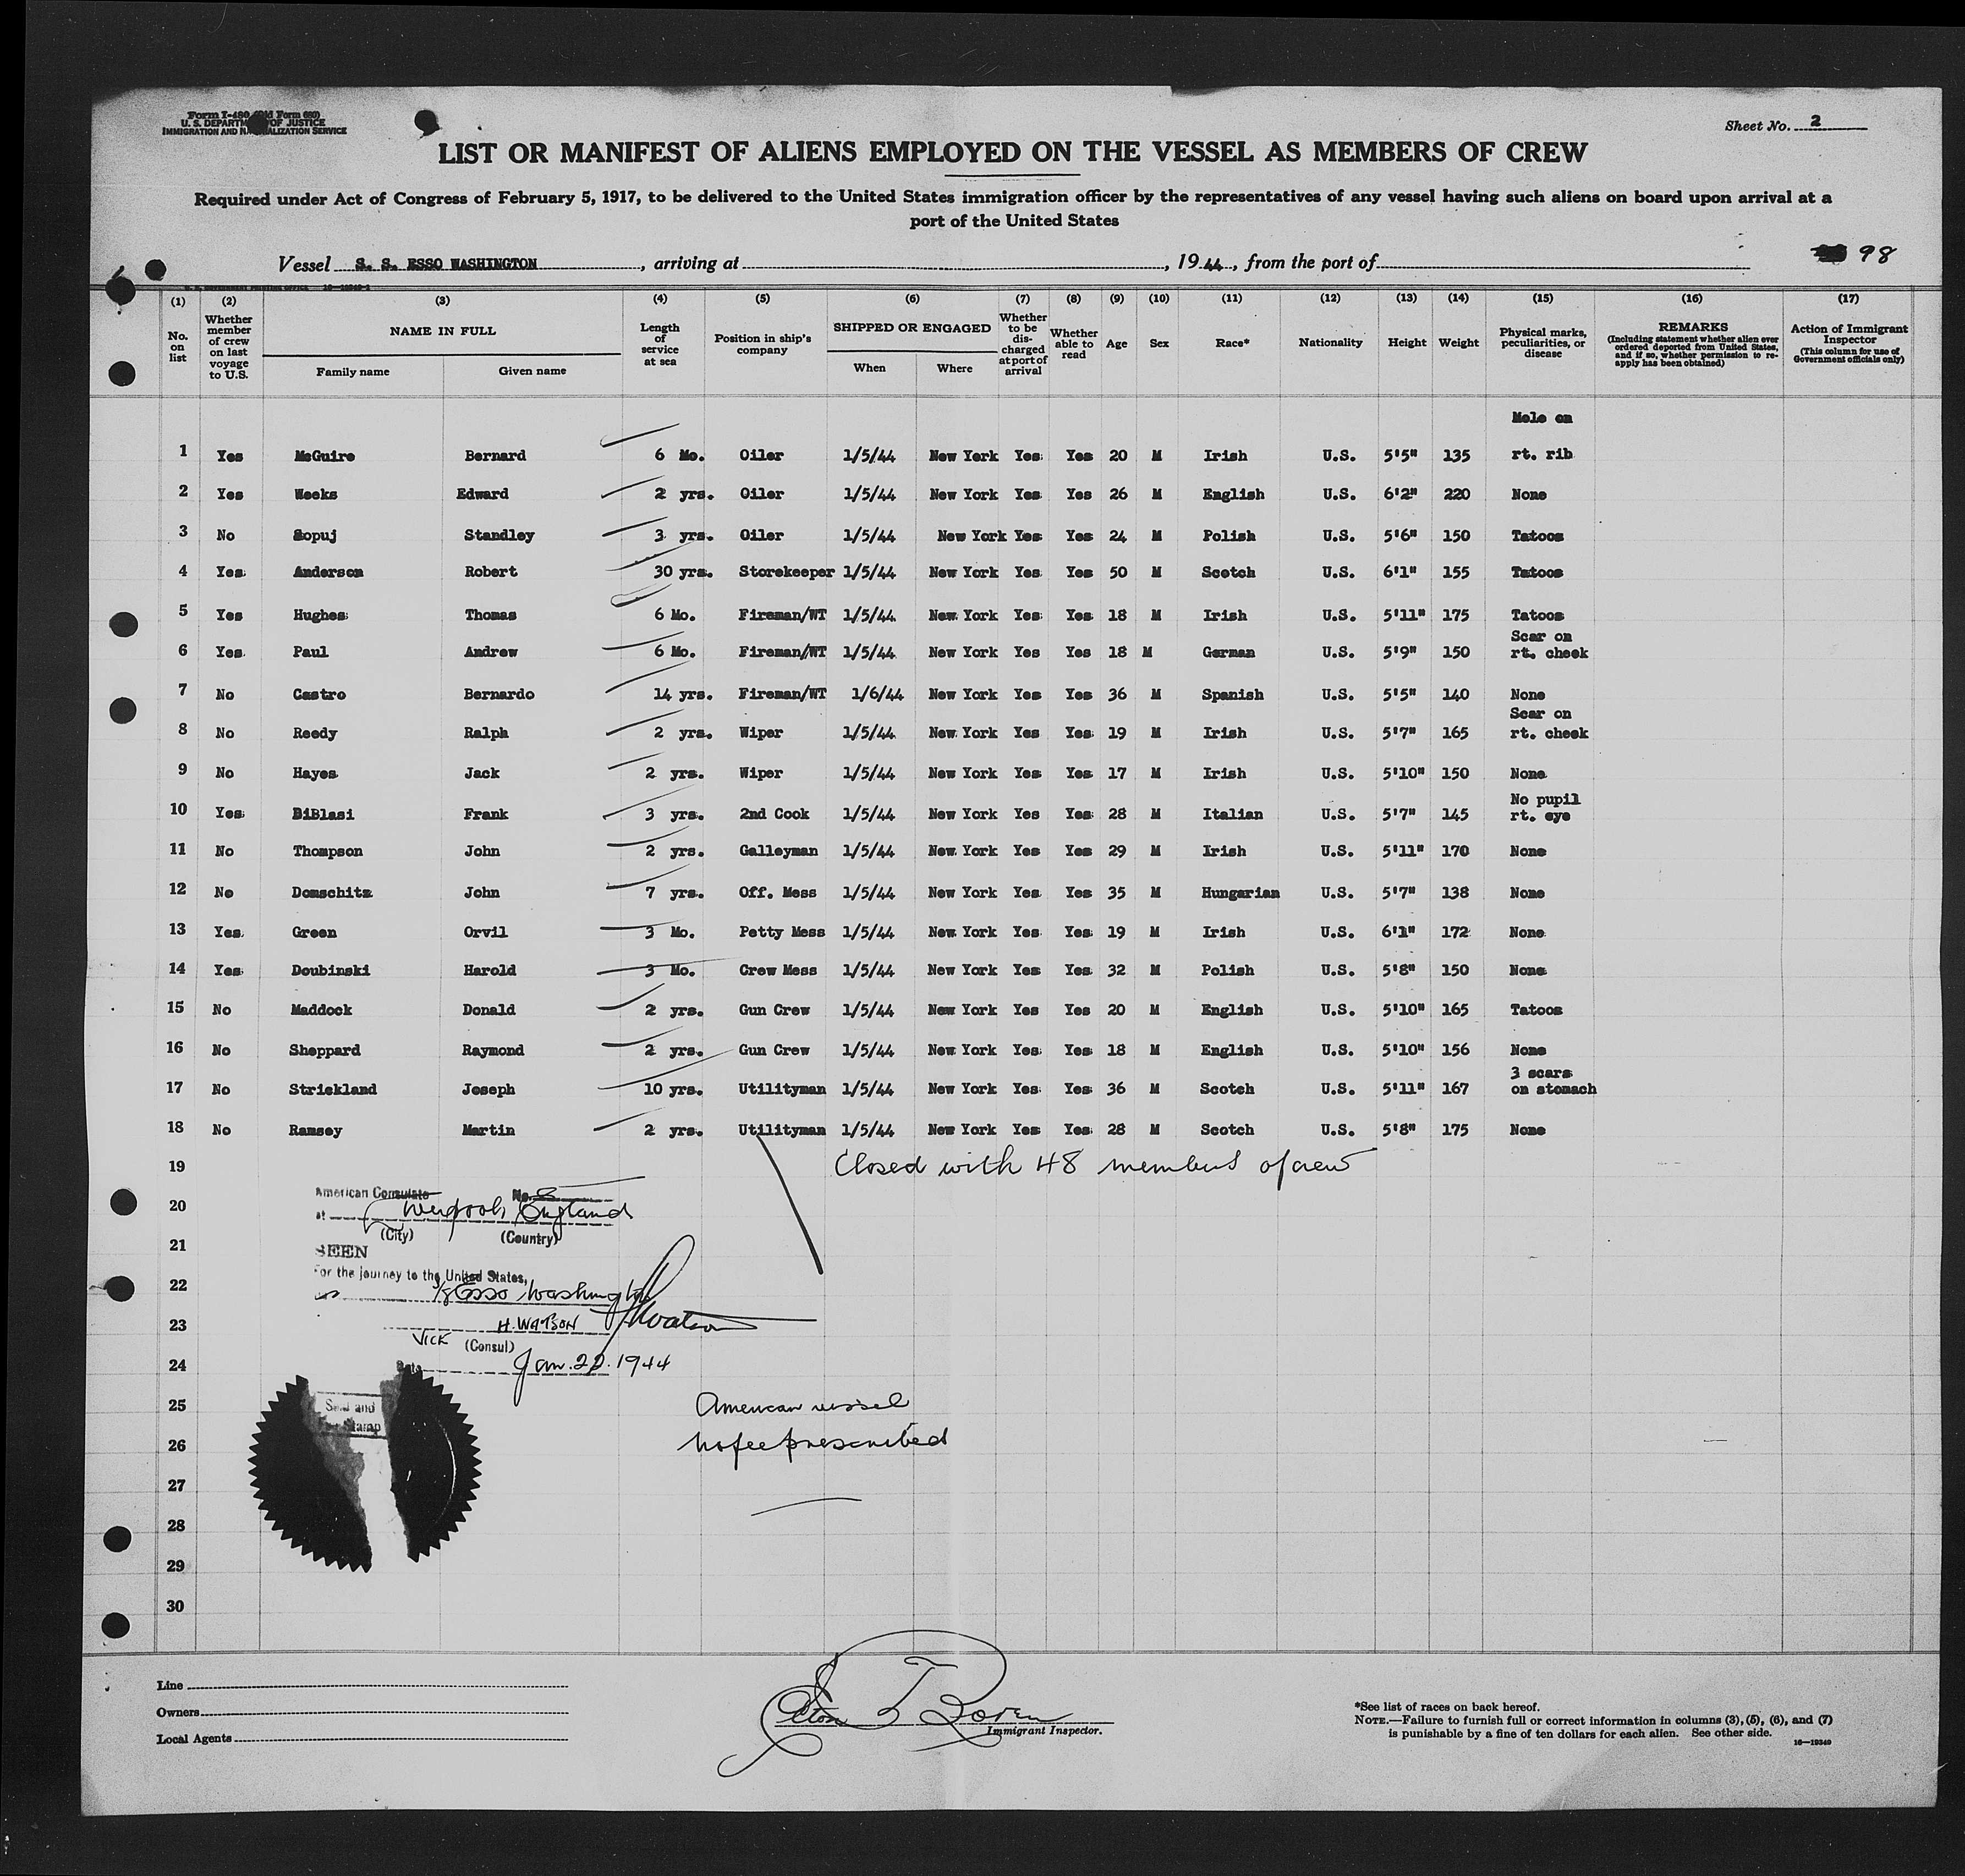 Form I-480 (Old Form 680)
U. S. DEPARTMENT OF JUSTICE
IMMIGRATION AND NATURALIZATION SERVICE
Sheet No. 2
LIST OR MANIFEST OF ALIENS EMPLOYED ON THE VESSEL AS MEMBERS OF CREW
Required under Act of Congress of February 5, 1917, to be delivered to the United States immigration officer by the representatives of any vessel having such aliens on board upon arrival at a
port of the United States
Vessel S. S. ESSO WASHINGTON, arriving at , 1944, from the port of
98
(1) (2) (3) (4) (5) (6) (7) (8) (9) (10) (11) (12) (13) (14) (15) (16) (17)
No. on list
Whether member of crew on last voyage to U.S.
NAME IN FULL
Family name Given name
Length of service at sea
Position in ship's company
SHIPPED OR ENGAGED
When Where
Whether to be discharged at port of arrival
Whether able to read
Age
Sex
Race*
Nationality
Height
Weight
Physical marks, peculiarities, or disease
REMARKS
(Including statement whether alien ever ordered deported from United States, and if so, whether permission to re-apply has been obtained)
Action of Immigrant Inspector
(This column for use of Government officials only)
1 Yes McGuire Bernard 6 Mo. Oiler 1/5/44 New York Yes Yes 20 M Irish U.S. 5'5" 135 Mole on rt. rib
2 Yes Weeks Edward 2 yrs. Oiler 1/5/44 New York Yes Yes 26 M English U.S. 6'2" 220 None
3 No Sopuj Standley 3 yrs. Oiler 1/5/44 New York Yes Yes 24 M Polish U.S. 5'6" 150 Tatoos
4 Yes Anderson Robert 30 yrs. Storekeeper 1/5/44 New York Yes Yes 50 M Scotch U.S. 6'1" 155 Tatoos
5 Yes Hughes Thomas 6 Mo. Fireman/WT 1/5/44 New York Yes Yes 18 M Irish U.S. 5'11" 175 Tatoos
6 Yes Paul Andrew 6 Mo. Fireman/WT 1/5/44 New York Yes Yes 18 M German U.S. 5'9" 150 Scar on rt. cheek
7 No Castro Bernardo 14 yrs. Fireman/WT 1/6/44 New York Yes Yes 36 M Spanish U.S. 5'5" 140 None
8 No Reedy Ralph 2 yrs. Wiper 1/5/44 New York Yes Yes 19 M Irish U.S. 5'7" 165 Scar on rt. cheek
9 No Hayes Jack 2 yrs. Wiper 1/5/44 New York Yes Yes 17 M Irish U.S. 5'10" 150 None
10 Yes DiBlasi Frank 3 yrs. 2nd Cook 1/5/44 New York Yes Yes 28 M Italian U.S. 5'7" 145 No pupil rt. eye
11 No Thompson John 2 yrs. Galleyman 1/5/44 New York Yes Yes 29 M Irish U.S. 5'11" 170 None
12 No Domschitz John 7 yrs. Off. Mess 1/5/44 New York Yes Yes 35 M Hungarian U.S. 5'7" 138 None
13 Yes Green Orvil 3 Mo. Petty Mess 1/5/44 New York Yes Yes 19 M Irish U.S. 6'1" 172 None
14 Yes Doubinski Harold 3 Mo. Crew Mess 1/5/44 New York Yes Yes 32 M Polish U.S. 5'8" 150 None
15 No Maddock Donald 2 yrs. Gun Crew 1/5/44 New York Yes Yes 20 M English U.S. 5'10" 165 Tatoos
16 No Sheppard Raymond 2 yrs. Gun Crew 1/5/44 New York Yes Yes 18 M English U.S. 5'10" 156 None
17 No Strickland Joseph 10 yrs. Utilityman 1/5/44 New York Yes Yes 36 M Scotch U.S. 5'11" 167 3 scars on stomach
18 No Ramsey Martin 2 yrs. Utilityman 1/5/44 New York Yes Yes 28 M Scotch U.S. 5'8" 175 None
19 Closed with 48 members of crew
American Consulate No.
20
at Liverpool, England
(City) (Country)
21
SEEN
For the journey to the United States,
22
s/s Esso Washington
23 H. WATSON HWatson
VICE (Consul)
24 Date Jan. 22. 1944
25 American vessel
Seal and
Stamp
26 No fee prescribed
27
28
29
30
Line
Owners
Local Agents
Elton T Boren
Immigrant Inspector.
*See list of races on back hereof.
NOTE.—Failure to furnish full or correct information in columns (3), (5), (6), and (7)
is punishable by a fine of ten dollars for each alien. See other side.
16—19349